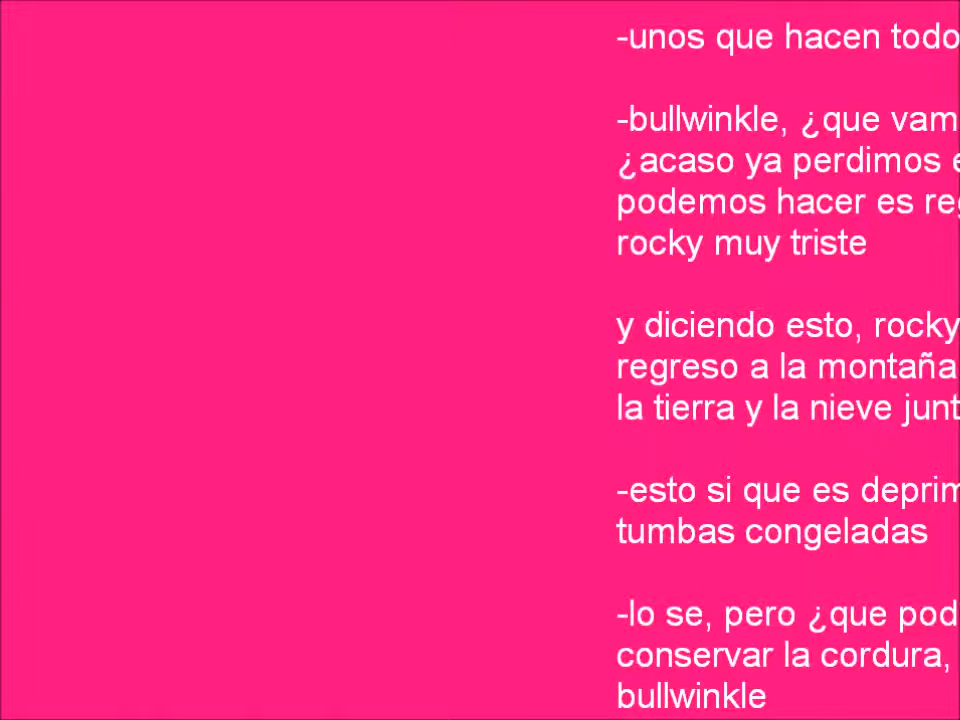 -unos que hacen todo
-bullwinkle, ¿que vam
¿acaso ya perdimos e
podemos hacer es reg
rocky muy triste
y diciendo esto, rocky
regreso a la montaña
la tierra y la nieve junt
-esto si que es deprim
tumbas congeladas
-lo se, pero ¿que pod
conservar la cordura,
bullwinkle